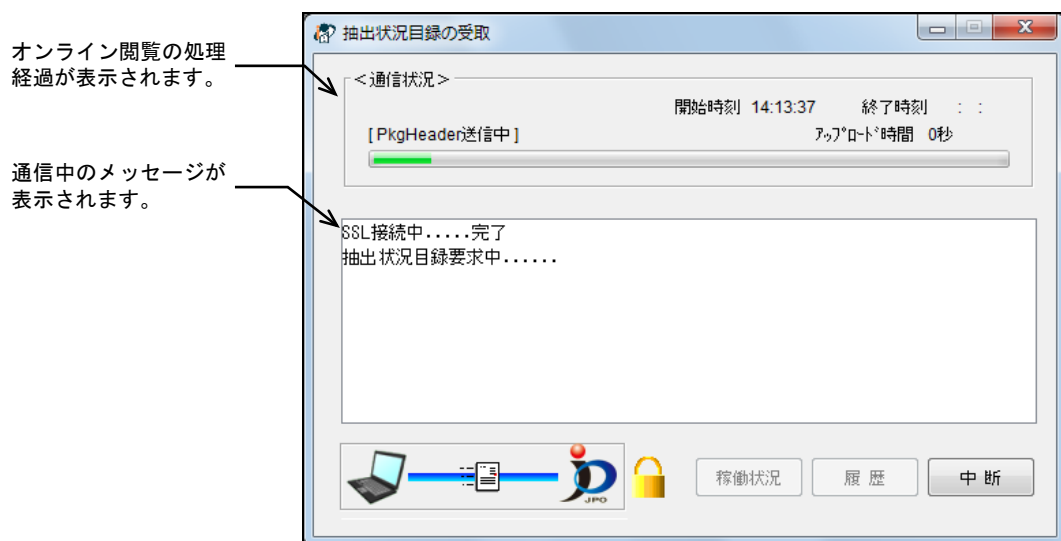 オンライン閲覧の処理
経過が表示されます。
通信中のメッセージが
表示されます。
抽出状況目録の受取
<通信状況>
開始時刻 14:13:37 終了時刻 : :
[PkgHeader送信中] アップロード時間 0秒
SSL接続中.....完了
抽出状況目録要求中......
JPO
稼働状況 履 歴 中 断